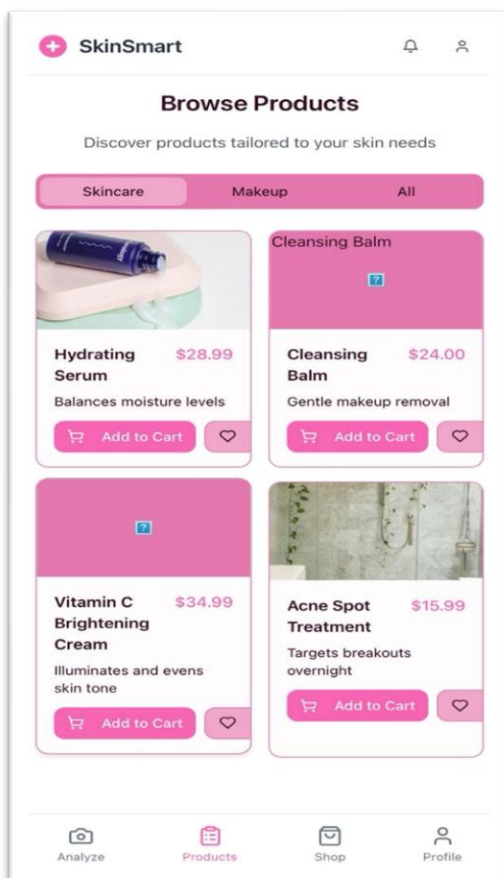 SkinSmart
Browse Products
Discover products tailored to your skin needs
Skincare
Makeup
All
Hydrating
Serum
$28.99
Balances moisture levels
Add to Cart
Cleansing Balm
?
Cleansing
Balm
$24.00
Gentle makeup removal
Add to Cart
?
Vitamin C
Brightening
Cream
$34.99
Illuminates and evens
skin tone
Add to Cart
Acne Spot
Treatment
$15.99
Targets breakouts
overnight
Add to Cart
Analyze
Products
Shop
Profile